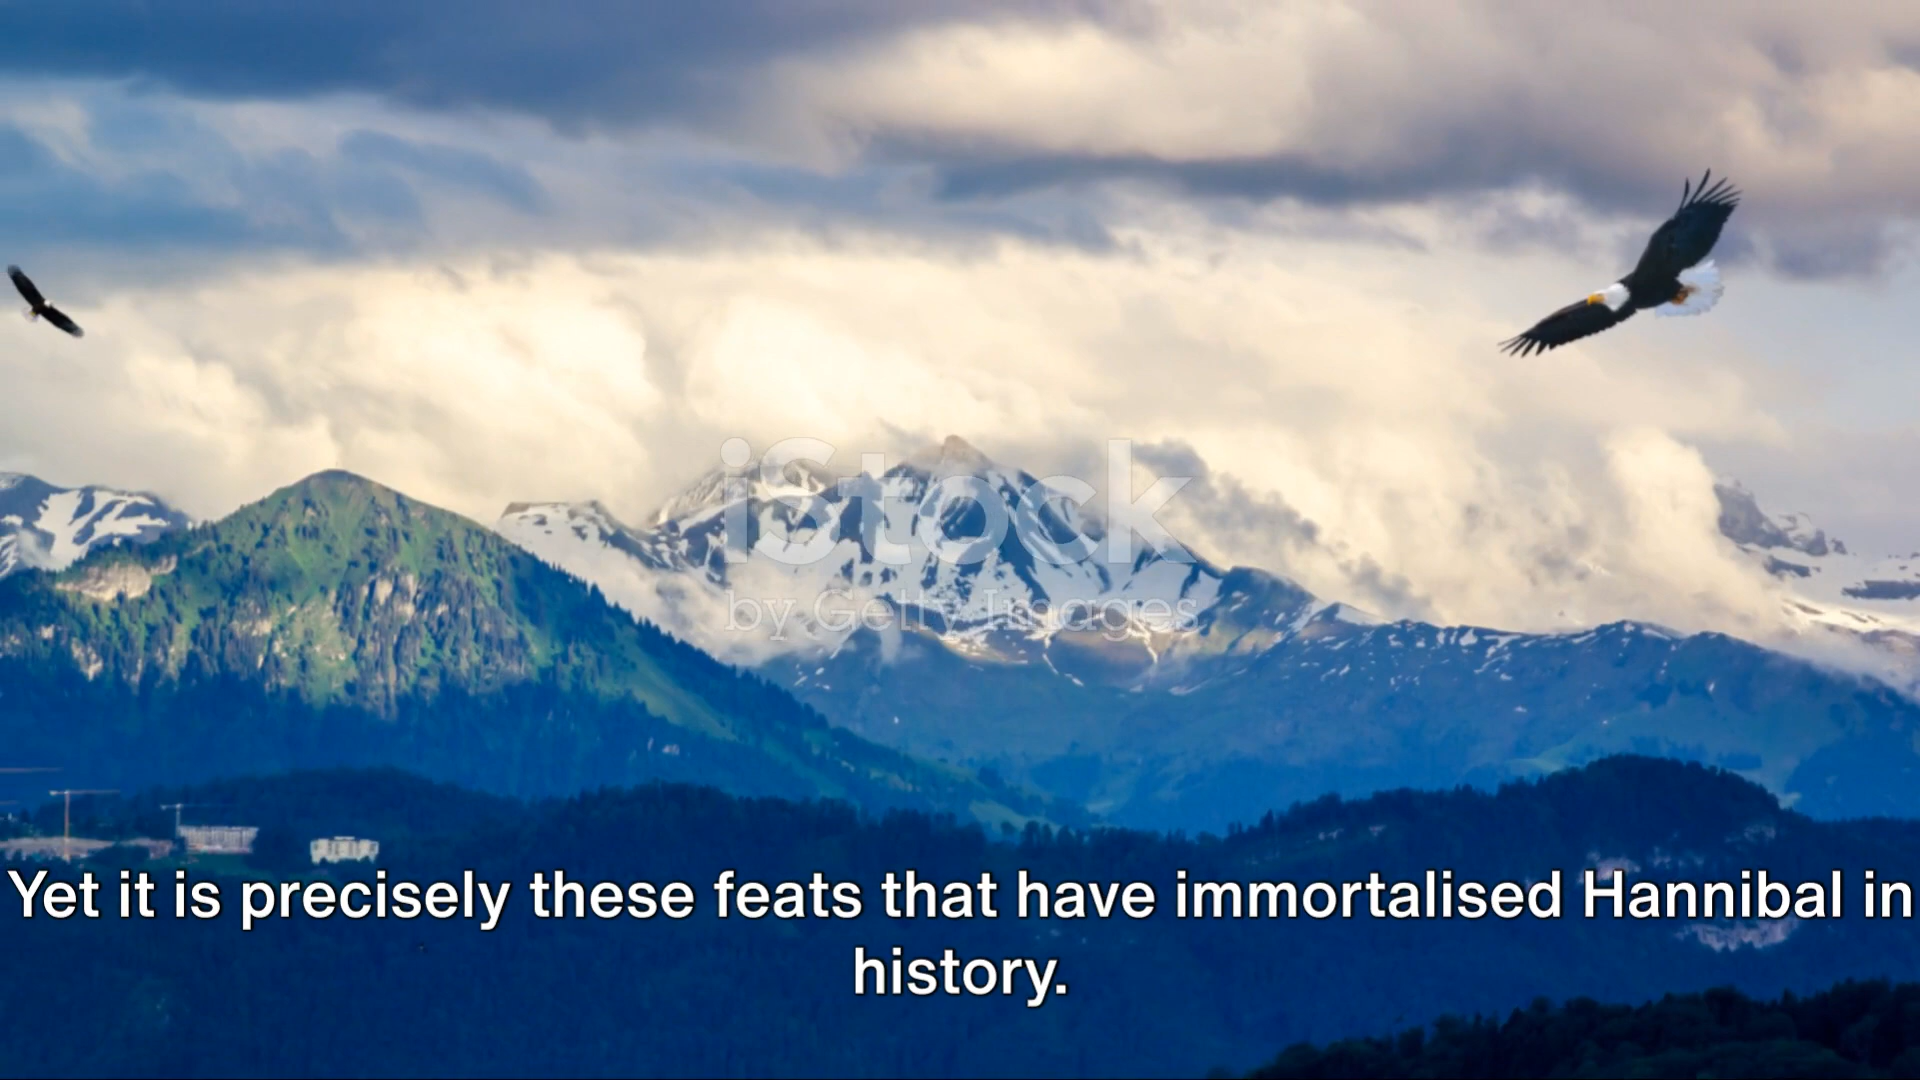 iStock
by Getty Images
Yet it is precisely these feats that have immortalised Hannibal in
history.